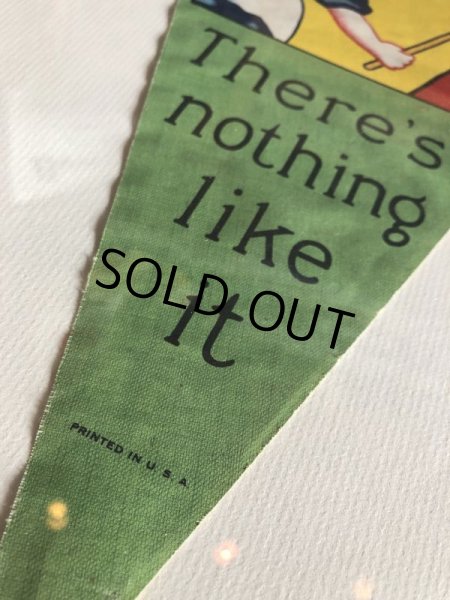 There's
nothing
like
it
SOLD OUT
PRINTED IN U.S.A.